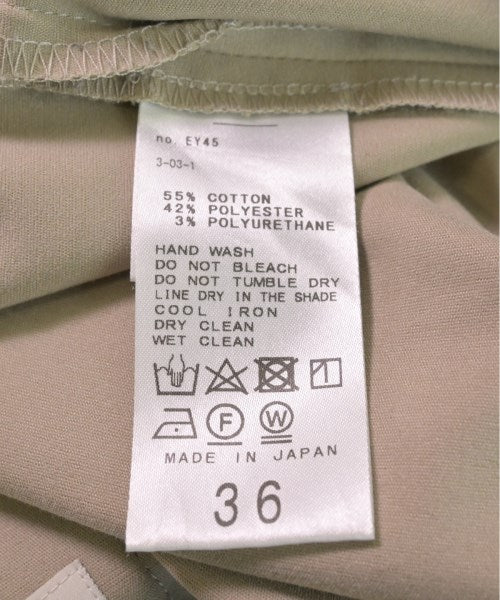 no. EY45
3-03-1
55% COTTON
42% POLYESTER
3% POLYURETHANE
HAND WASH
DO NOT BLEACH
DO NOT TUMBLE DRY
LINE DRY IN THE SHADE
COOL IRON
DRY CLEAN
WET CLEAN
F W
MADE IN JAPAN
36